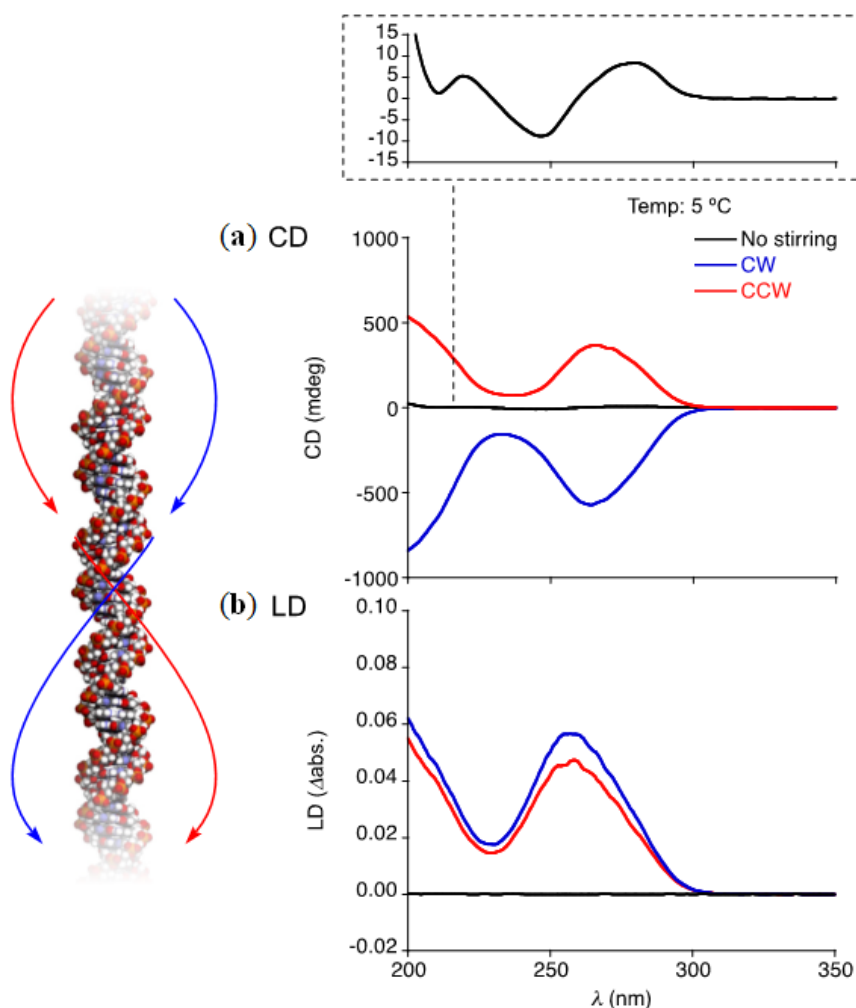 15
10
5
0
-5
-10
-15
Temp: 5 ºC
(a) CD
No stirring
CW
CCW
1000
500
0
-500
-1000
CD (mdeg)
(b) LD
0.10
0.08
0.06
0.04
0.02
0.00
-0.02
LD (Δabs.)
200 250 300 350
λ (nm)